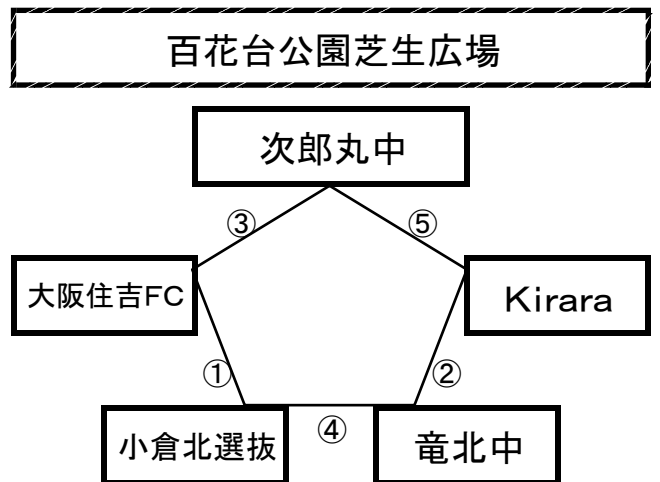 百花台公園芝生広場
次郎丸中
③
⑤
大阪住吉FC
Kirara
①
②
小倉北選抜
④
竜北中